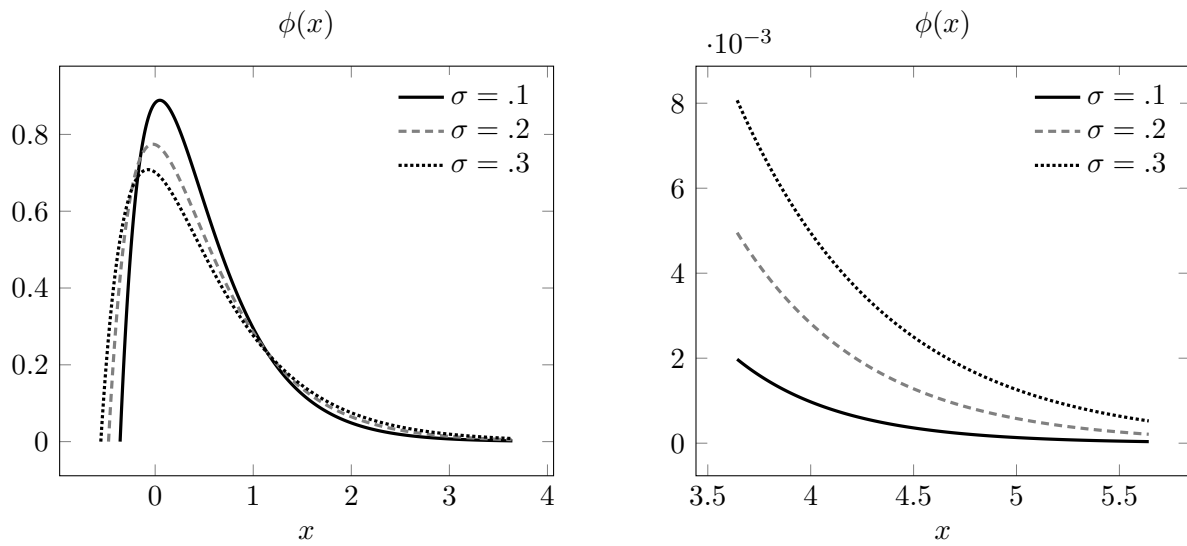 ϕ(x)
σ = .1
σ = .2
σ = .3
0.8
0.6
0.4
0.2
0
0 1 2 3 4
x
ϕ(x)
·10−3
σ = .1
σ = .2
σ = .3
8
6
4
2
0
3.5 4 4.5 5 5.5
x